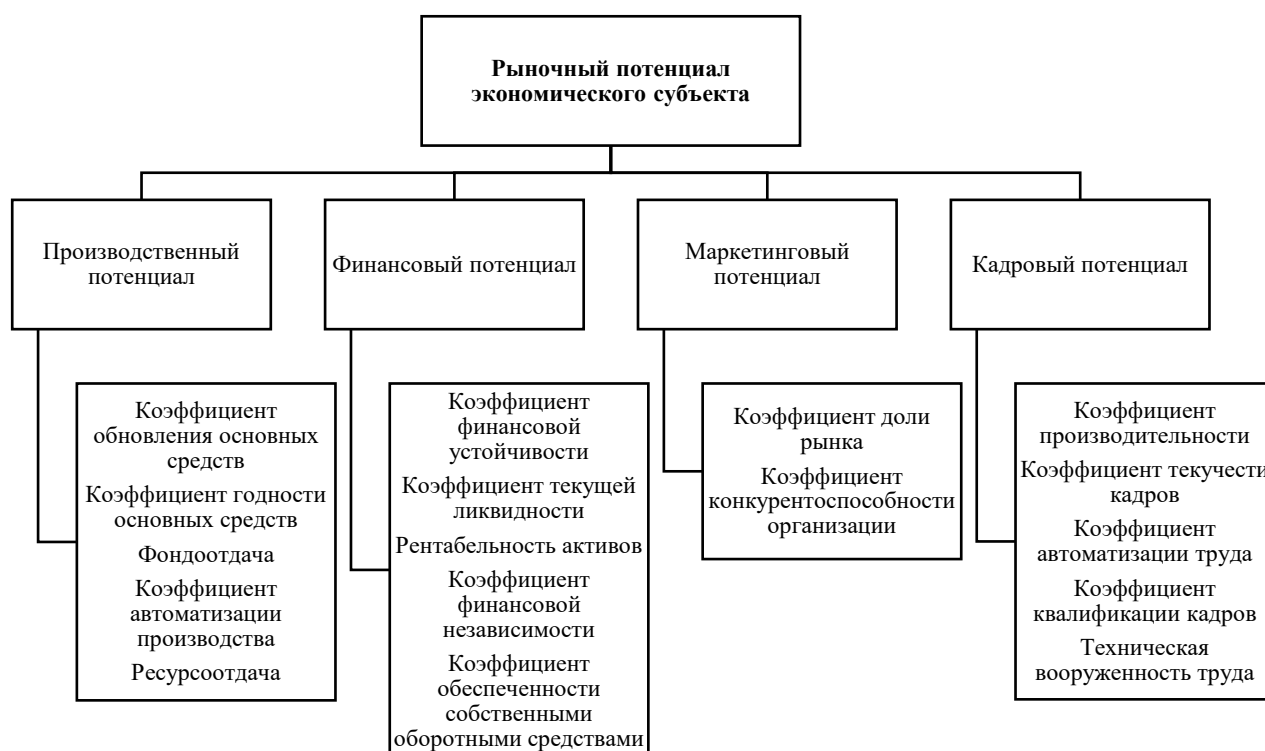 Рыночный потенциал
экономического субъекта
Производственный
потенциал
Финансовый потенциал
Маркетинговый
потенциал
Кадровый потенциал
Коэффициент
обновления основных
средств
Коэффициент годности
основных средств
Фондоотдача
Коэффициент
автоматизации
производства
Ресурсоотдача
Коэффициент
финансовой
устойчивости
Коэффициент текущей
ликвидности
Рентабельность активов
Коэффициент
финансовой
независимости
Коэффициент
обеспеченности
собственными
оборотными средствами
Коэффициент доли
рынка
Коэффициент
конкурентоспособности
организации
Коэффициент
производительности
Коэффициент текучести
кадров
Коэффициент
автоматизации труда
Коэффициент
квалификации кадров
Техническая
вооруженность труда